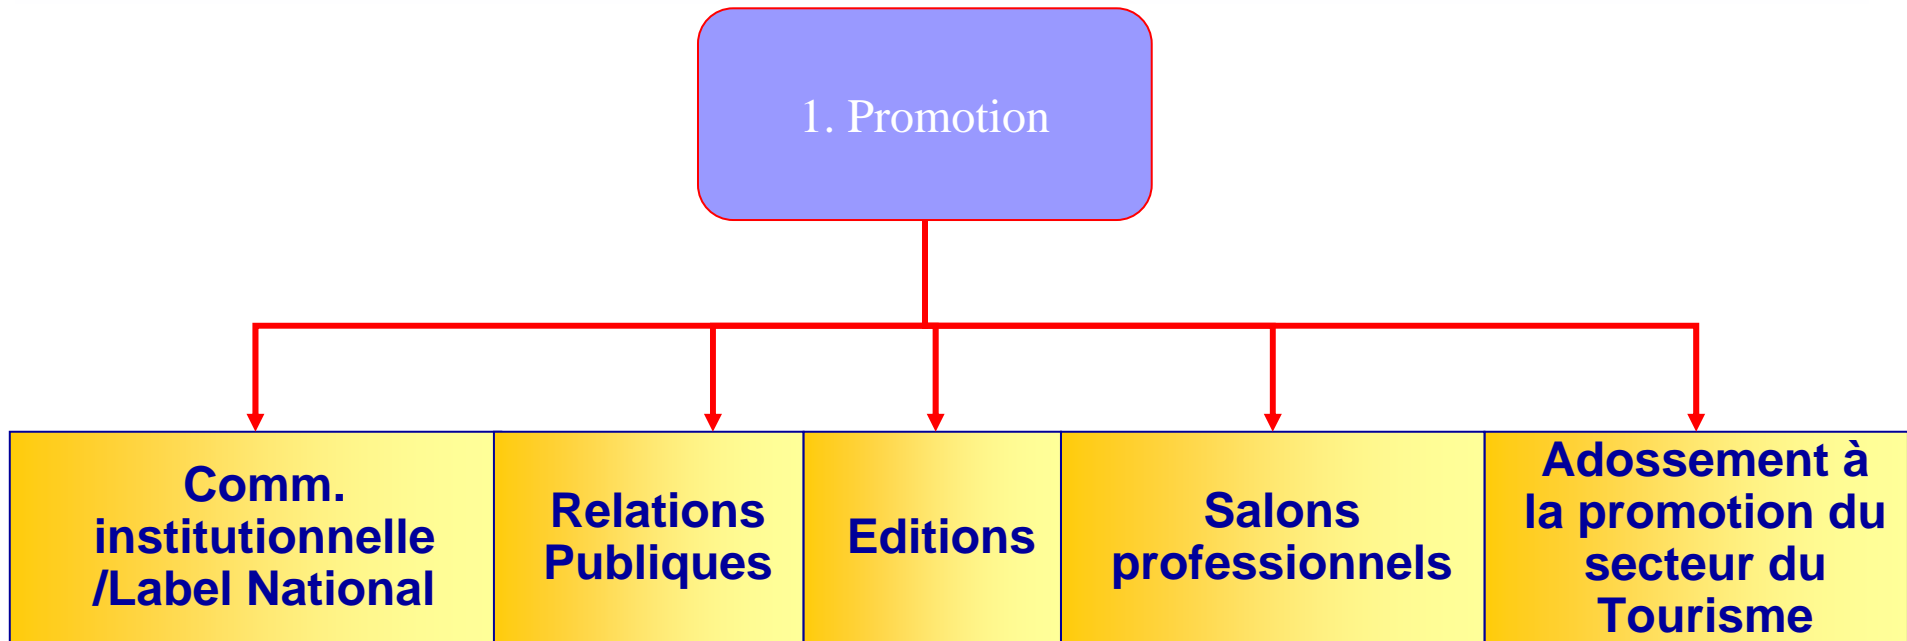 1. Promotion
Comm.
institutionnelle
/Label National
Relations
Publiques
Editions
Salons
professionnels
Adossement à
la promotion du
secteur du
Tourisme